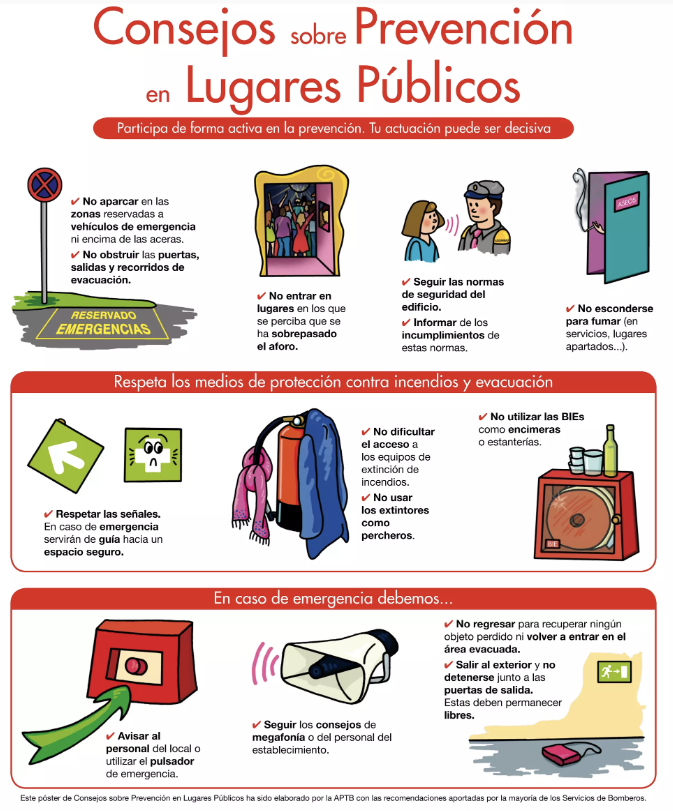 Consejos sobre Prevención
en Lugares Públicos
Participa de forma activa en la prevención. Tu actuación puede ser decisiva
✔ No aparcar en las
zonas reservadas a
vehículos de emergencia
ni encima de las aceras.
✔ No obstruir las puertas,
salidas y recorridos de
evacuación.
RESERVADO
EMERGENCIAS
✔ No entrar en
lugares en los que
se perciba que se
ha sobrepasado
el aforo.
✔ Seguir las normas
de seguridad del
edificio.
✔ Informar de los
incumplimientos de
estas normas.
ASEOS
✔ No esconderse
para fumar (en
servicios, lugares
apartados...).
Respeta los medios de protección contra incendios y evacuación
✔ Respetar las señales.
En caso de emergencia
servirán de guía hacia un
espacio seguro.
✔ No dificultar
el acceso a
los equipos de
extinción de
incendios.
✔ No usar
los extintores
como
percheros.
✔ No utilizar las BIEs
como encimeras
o estanterías.
BIE
En caso de emergencia debemos...
✔ Avisar al
personal del local o
utilizar el pulsador
de emergencia.
✔ Seguir los consejos de
megafonía o del personal del
establecimiento.
✔ No regresar para recuperar ningún
objeto perdido ni volver a entrar en el
área evacuada.
✔ Salir al exterior y no
detenerse junto a las
puertas de salida.
Estas deben permanecer
libres.
Este póster de Consejos sobre Prevención en Lugares Públicos ha sido elaborado por la APTB con las recomendaciones aportadas por la mayoría de los Servicios de Bomberos.